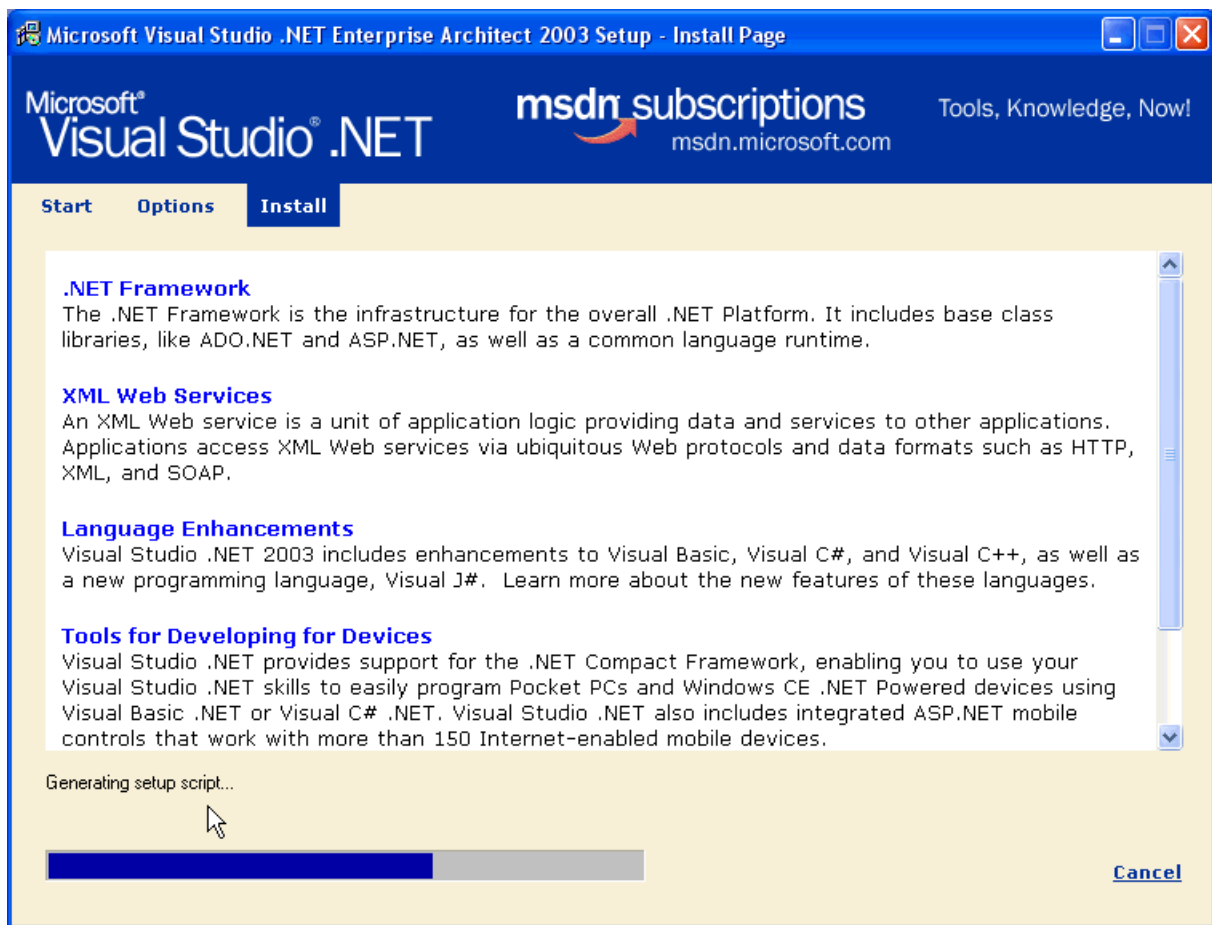 Microsoft Visual Studio .NET Enterprise Architect 2003 Setup - Install Page
Microsoft®
Visual Studio® .NET
msdn subscriptions
msdn.microsoft.com
Tools, Knowledge, Now!
Start Options Install
.NET Framework
The .NET Framework is the infrastructure for the overall .NET Platform. It includes base class
libraries, like ADO.NET and ASP.NET, as well as a common language runtime.
XML Web Services
An XML Web service is a unit of application logic providing data and services to other applications.
Applications access XML Web services via ubiquitous Web protocols and data formats such as HTTP,
XML, and SOAP.
Language Enhancements
Visual Studio .NET 2003 includes enhancements to Visual Basic, Visual C#, and Visual C++, as well as
a new programming language, Visual J#.  Learn more about the new features of these languages.
Tools for Developing for Devices
Visual Studio .NET provides support for the .NET Compact Framework, enabling you to use your
Visual Studio .NET skills to easily program Pocket PCs and Windows CE .NET Powered devices using
Visual Basic .NET or Visual C# .NET. Visual Studio .NET also includes integrated ASP.NET mobile
controls that work with more than 150 Internet-enabled mobile devices.
Generating setup script...
Cancel